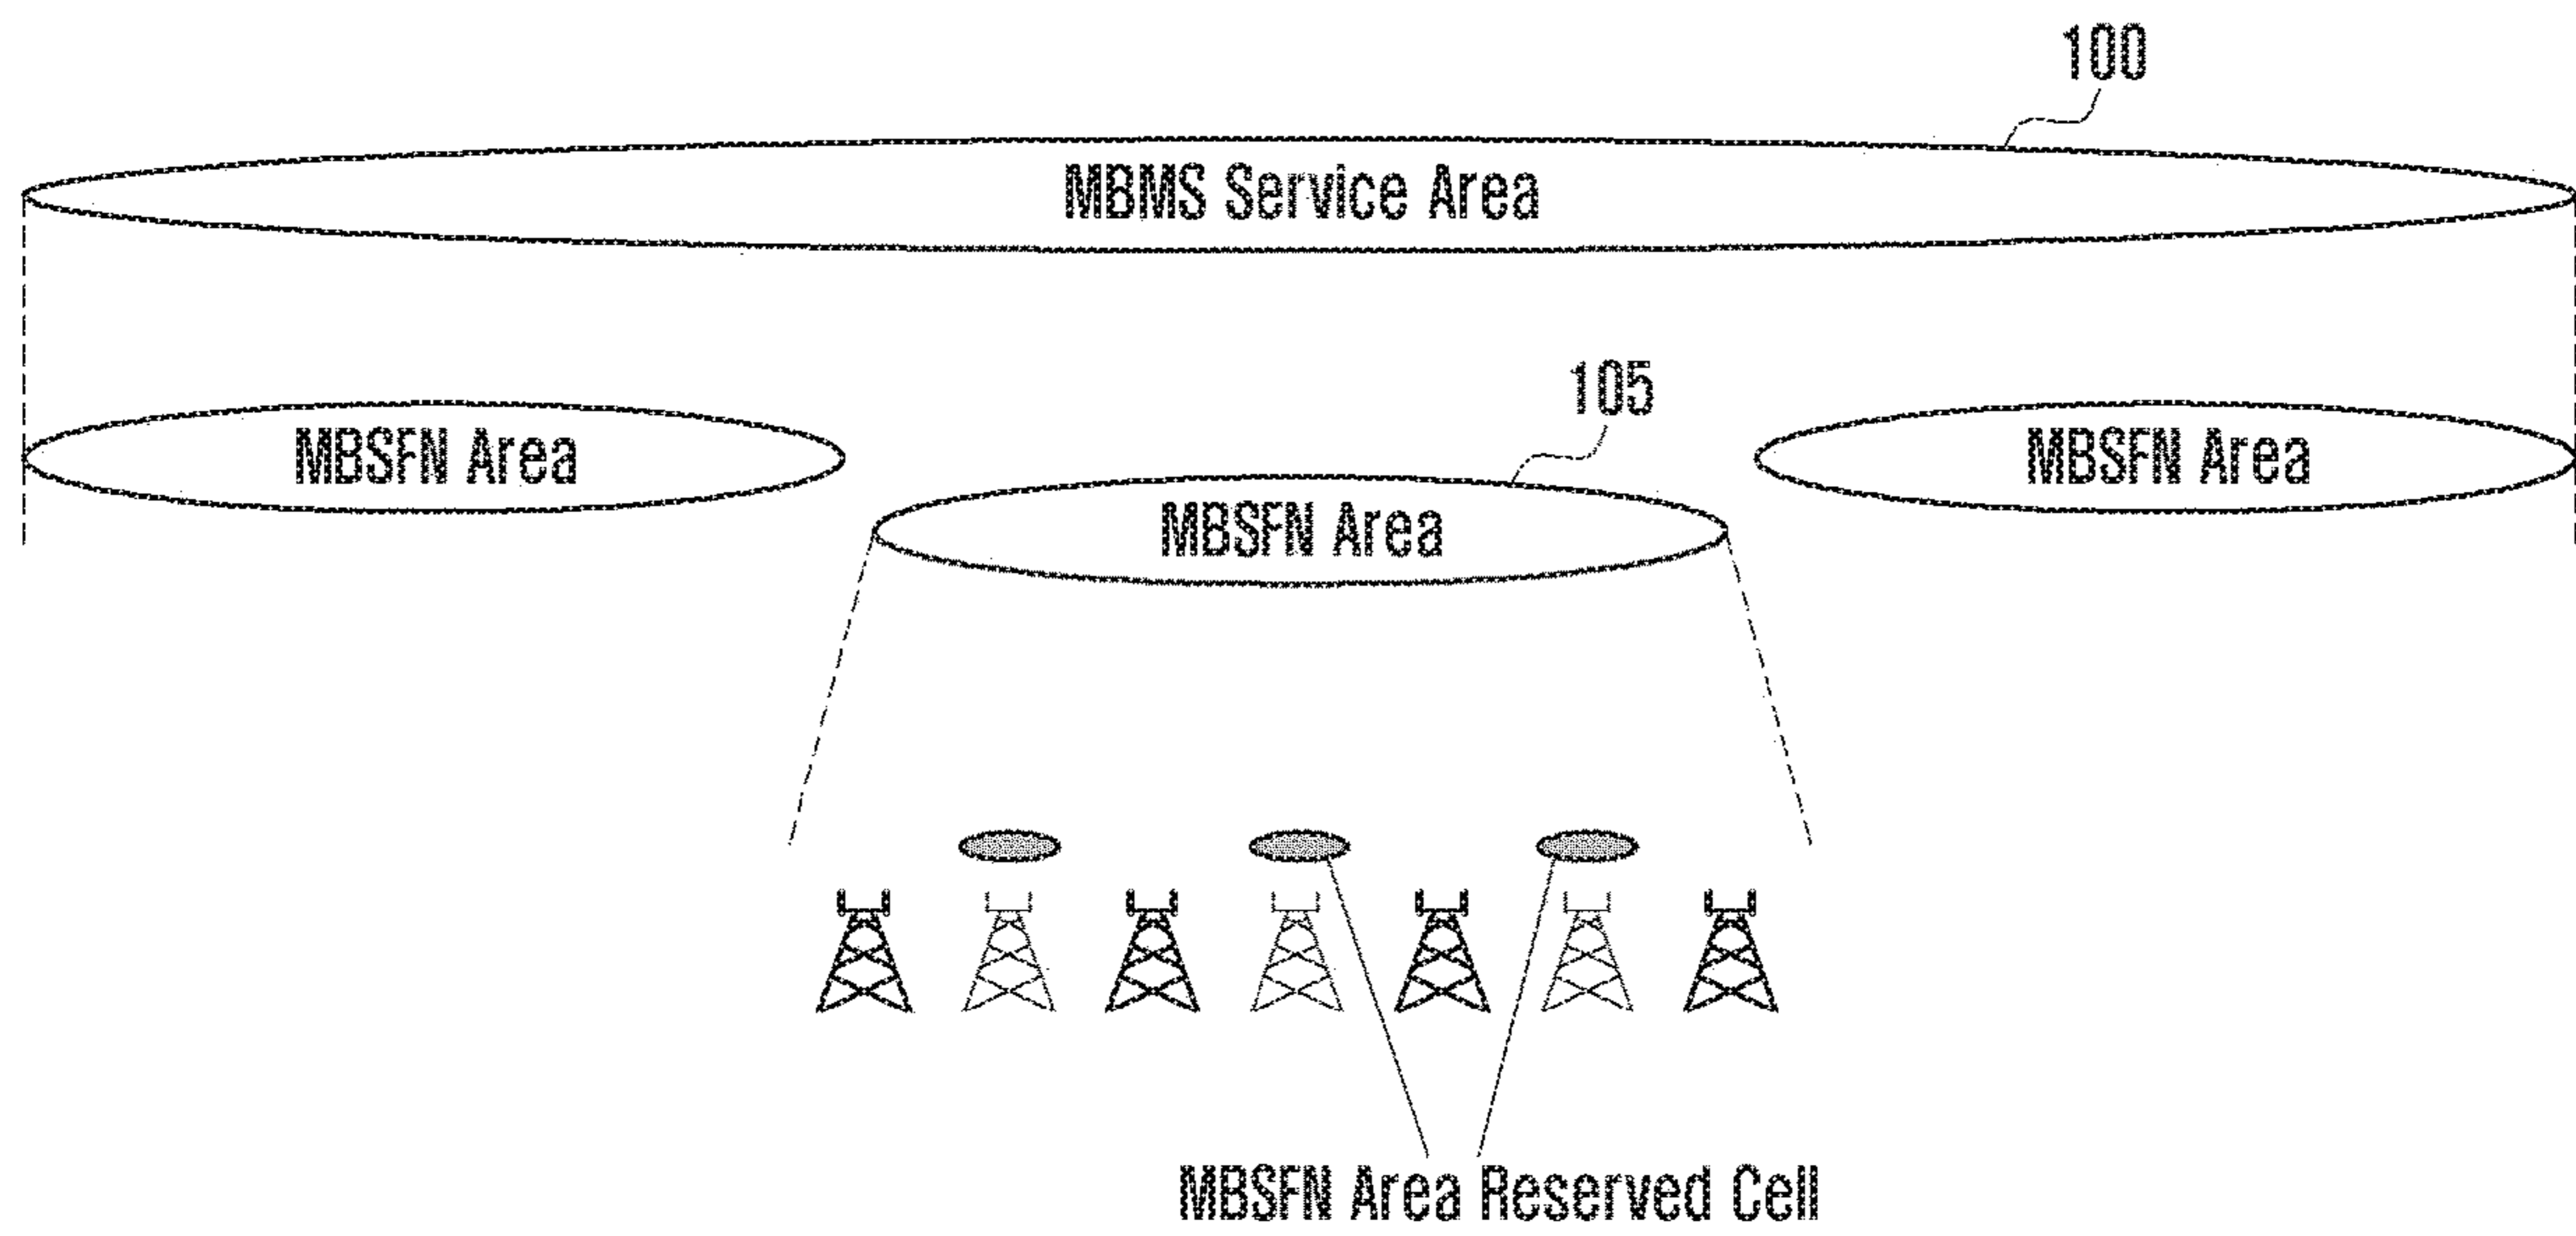 100
MBMS Service Area
105
MBSFN Area
MBSFN Area
MBSFN Area
MBSFN Area Reserved Cell